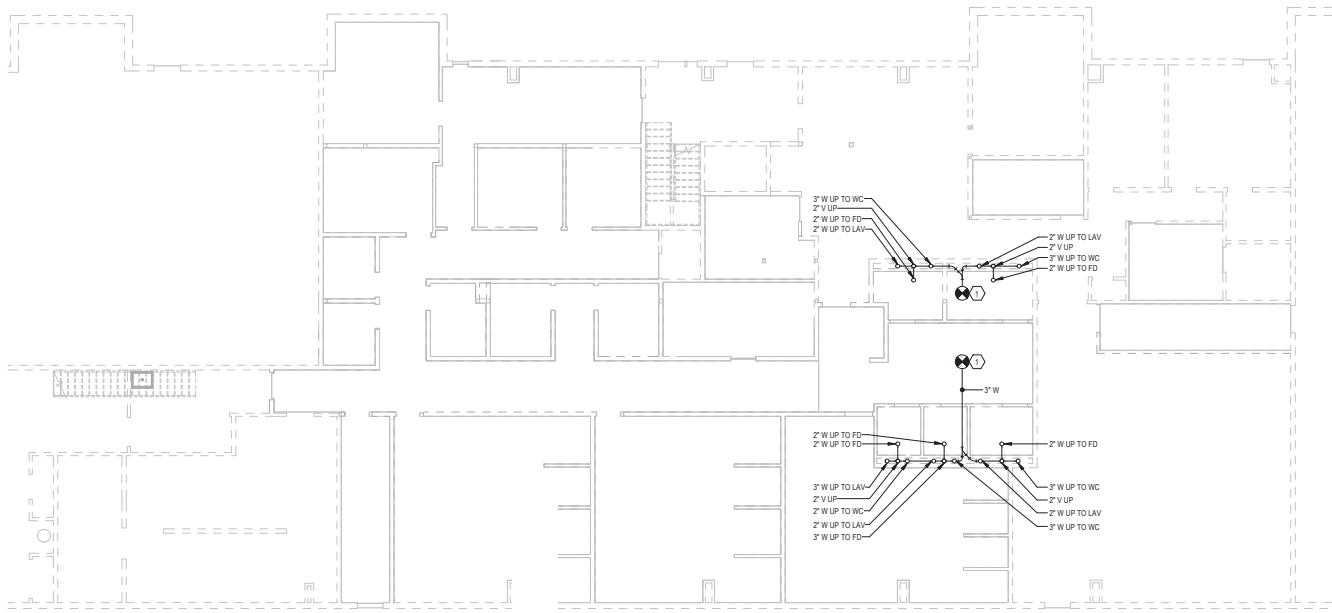 3" W UP TO WC
2" V UP
2" W UP TO FD
2" W UP TO LAV
2" W UP TO LAV
2" V UP
3" W UP TO WC
2" W UP TO FD
1
1
3" W
2" W UP TO FD
2" W UP TO FD
2" W UP TO FD
3" W UP TO LAV
2" V UP
2" W UP TO WC
2" W UP TO LAV
3" W UP TO FD
3" W UP TO WC
2" V UP
2" W UP TO LAV
3" W UP TO WC